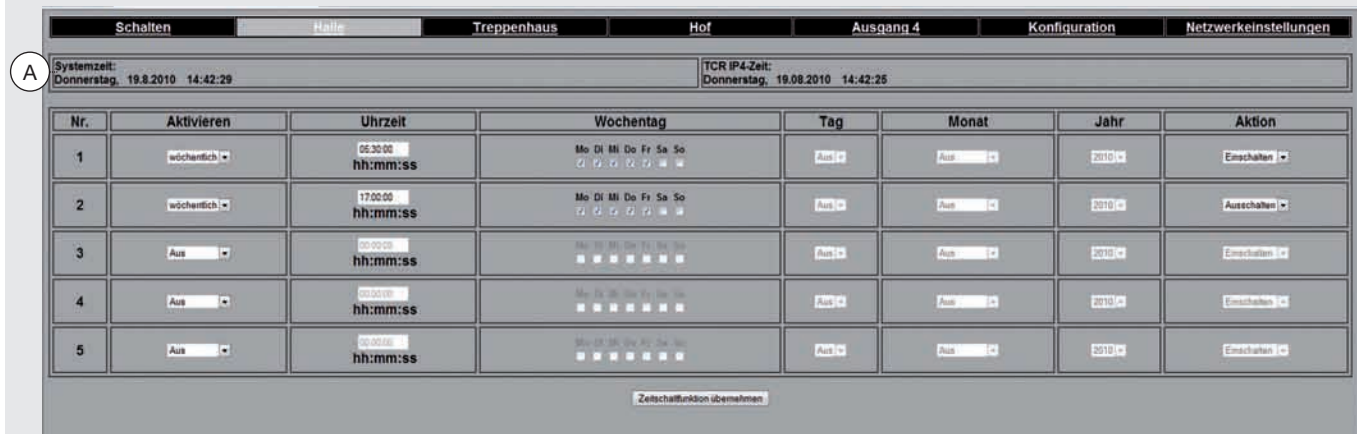 Schalten Halle Treppenhaus Hof Ausgang 4 Konfiguration Netzwerkeinstellungen
A
Systemzeit: TCR IP4-Zeit:
Donnerstag, 19.8.2010 14:42:29 Donnerstag, 19.08.2010 14:42:25
Nr. Aktivieren Uhrzeit Wochentag Tag Monat Jahr Aktion
1 wöchentlich 05:30:00 Mo Di Mi Do Fr Sa So Aus Aus 2010 Einschalten
hh:mm:ss
2 wöchentlich 17:00:00 Mo Di Mi Do Fr Sa So Aus Aus 2010 Ausschalten
hh:mm:ss
3 Aus 00:00:00 Mo Di Mi Do Fr Sa So Aus Aus 2010 Einschalten
hh:mm:ss
4 Aus 00:00:00 Mo Di Mi Do Fr Sa So Aus Aus 2010 Einschalten
hh:mm:ss
5 Aus 00:00:00 Mo Di Mi Do Fr Sa So Aus Aus 2010 Einschalten
hh:mm:ss
Zeitschaltfunktion übernehmen